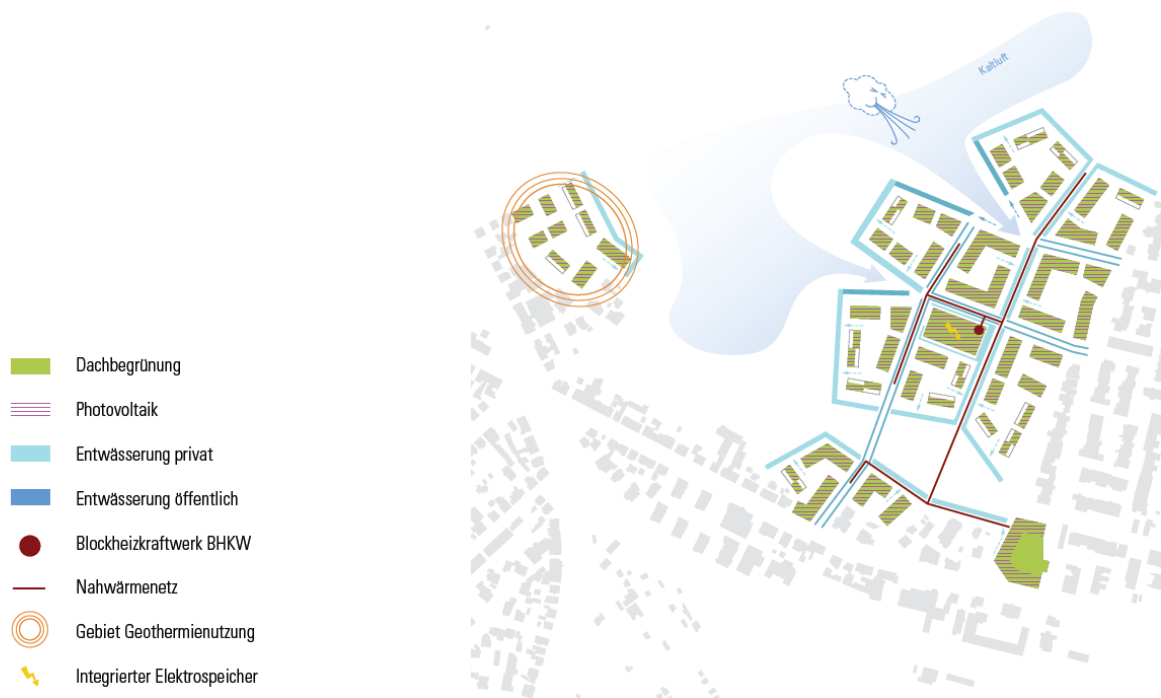 Kaltluft
Dachbegrünung
Photovoltaik
Entwässerung privat
Entwässerung öffentlich
Blockheizkraftwerk BHKW
Nahwärmenetz
Gebiet Geothermienutzung
Integrierter Elektrospeicher